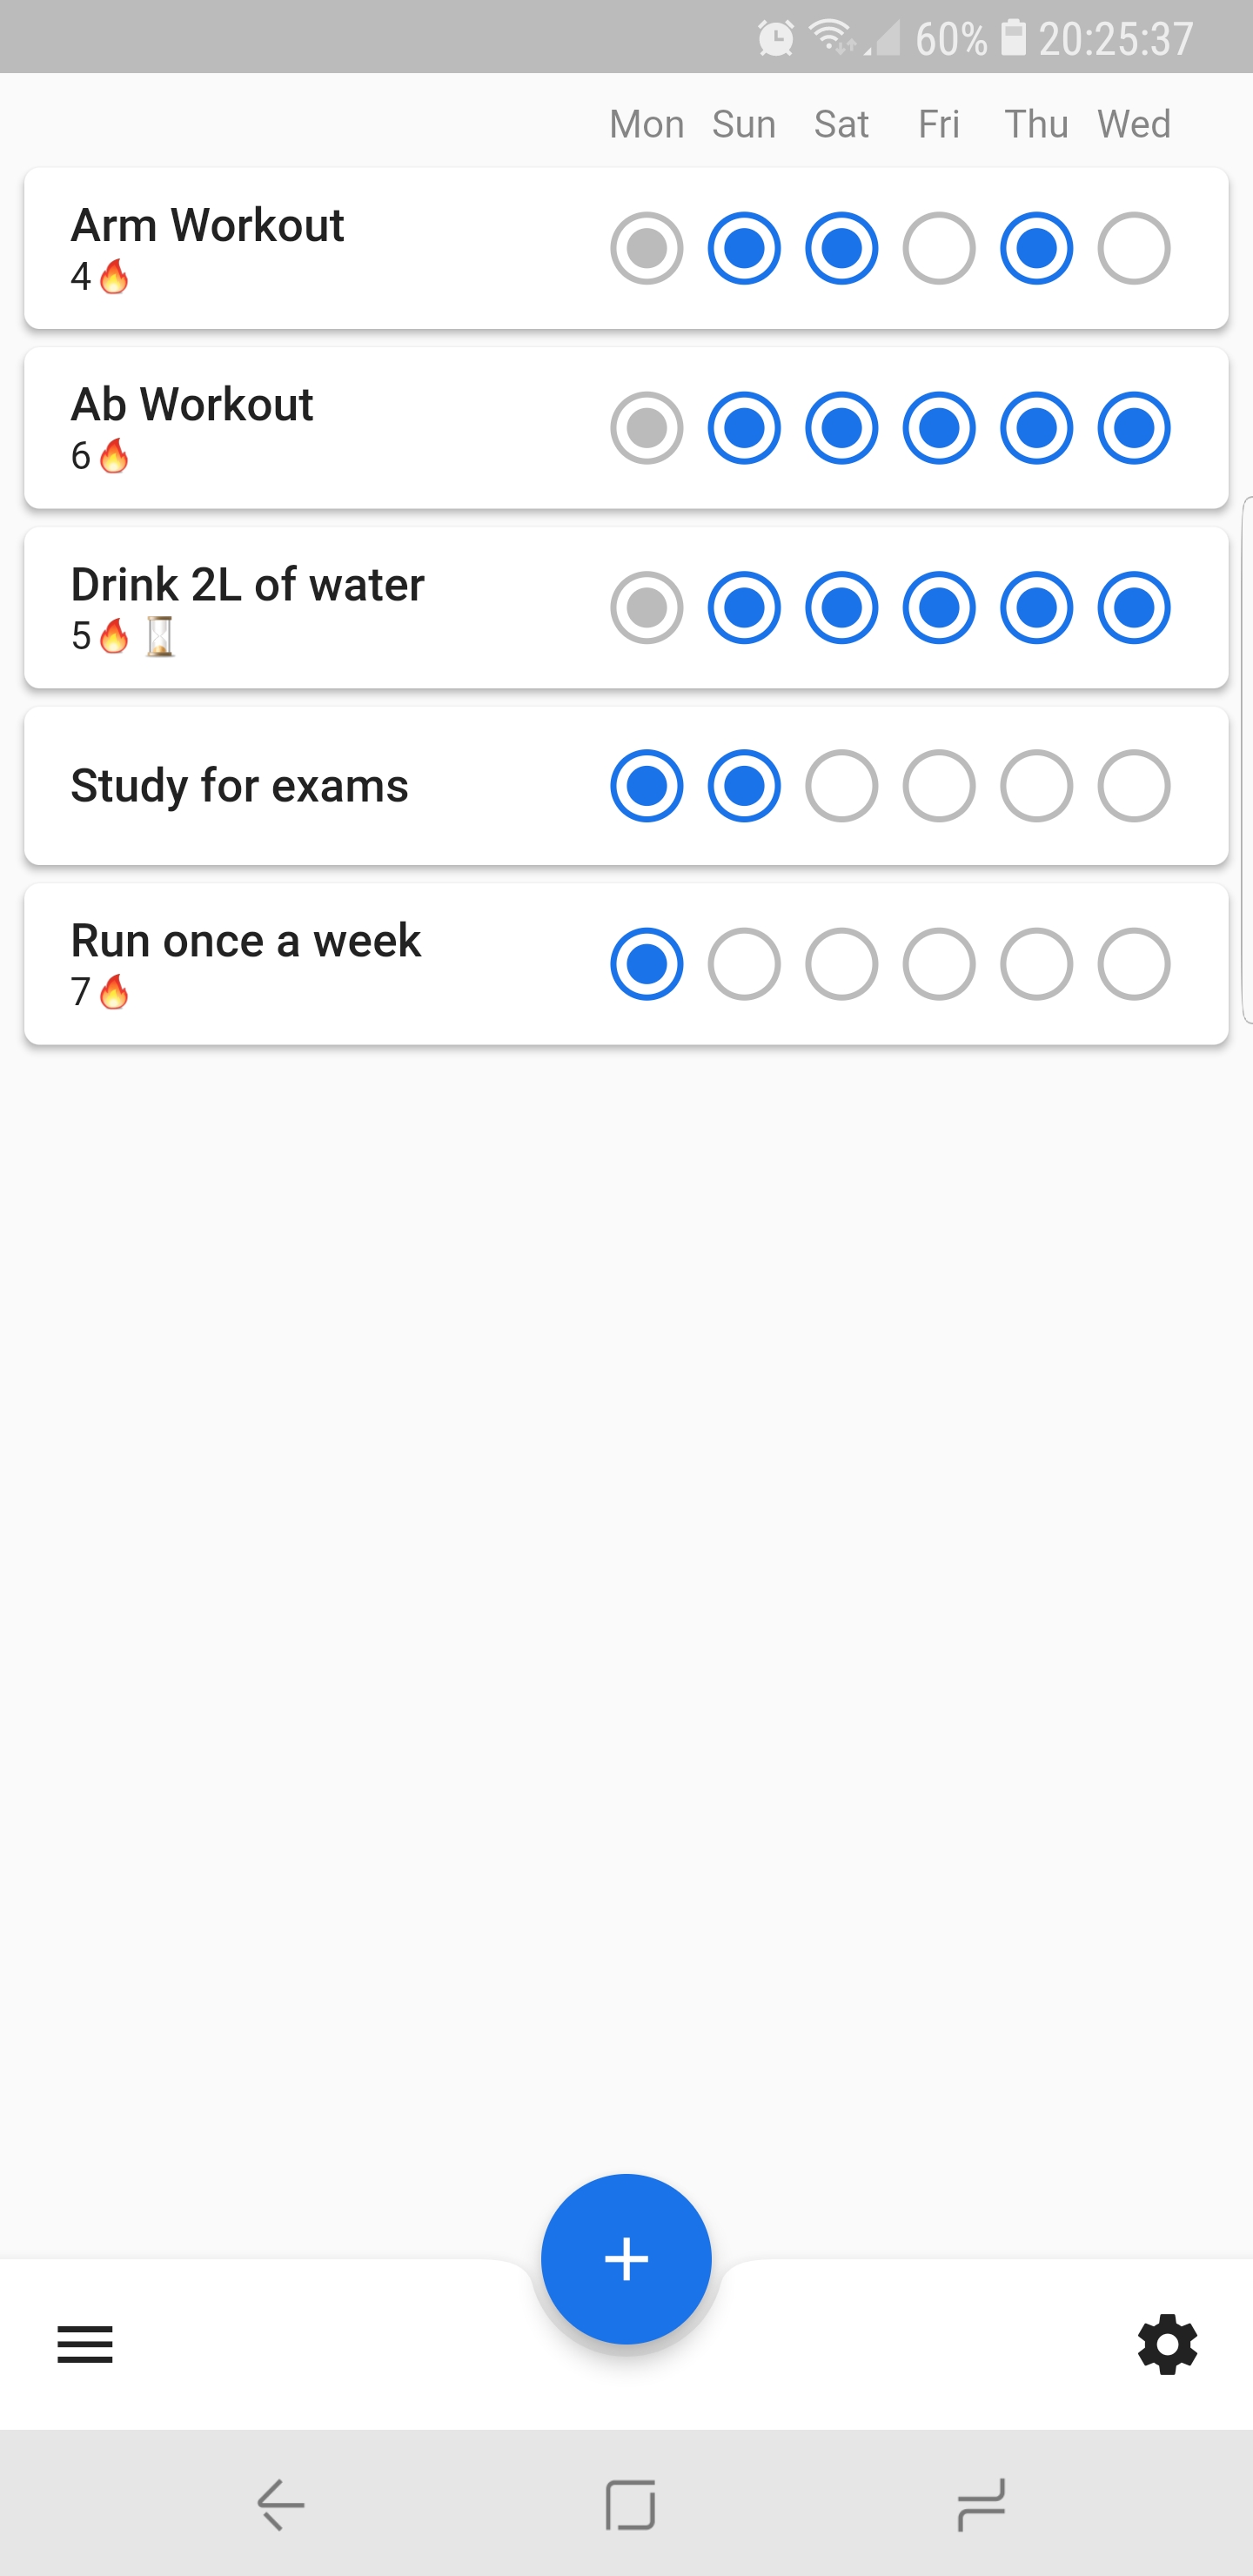 60% 20:25:37
Mon Sun Sat Fri Thu Wed
Arm Workout
4🔥
Ab Workout
6🔥
Drink 2L of water
5🔥⏳
Study for exams
Run once a week
7🔥